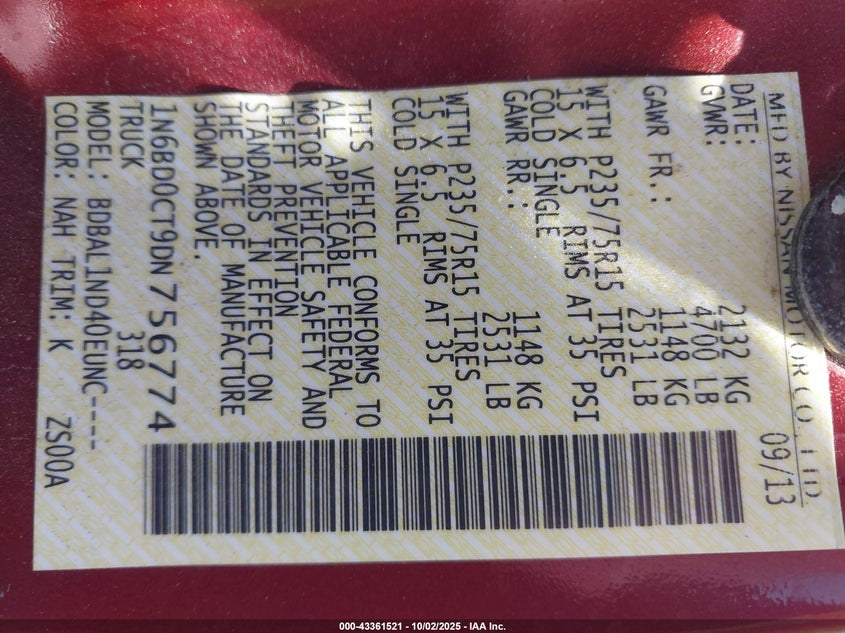 MFD BY NISSAN MOTOR CO., LTD.
DATE: 09/13
GVWR: 2132 KG
4700 LB
GAWR FR.: 1148 KG
2531 LB
WITH P235/75R15 TIRES
15 X 6.5 RIMS AT 35 PSI
COLD SINGLE
GAWR RR.: 1148 KG
2531 LB
WITH P235/75R15 TIRES
15 X 6.5 RIMS AT 35 PSI
COLD SINGLE
THIS VEHICLE CONFORMS TO
ALL APPLICABLE FEDERAL
MOTOR VEHICLE SAFETY AND
THEFT PREVENTION
STANDARDS IN EFFECT ON
THE DATE OF MANUFACTURE
SHOWN ABOVE.
1N6BD0CT9DN756774
TRUCK 318
MODEL: BDBAL1ND40EUNC----
COLOR: NAH TRIM: K ZS00A
000-43361521 - 10/02/2025 - IAA Inc.